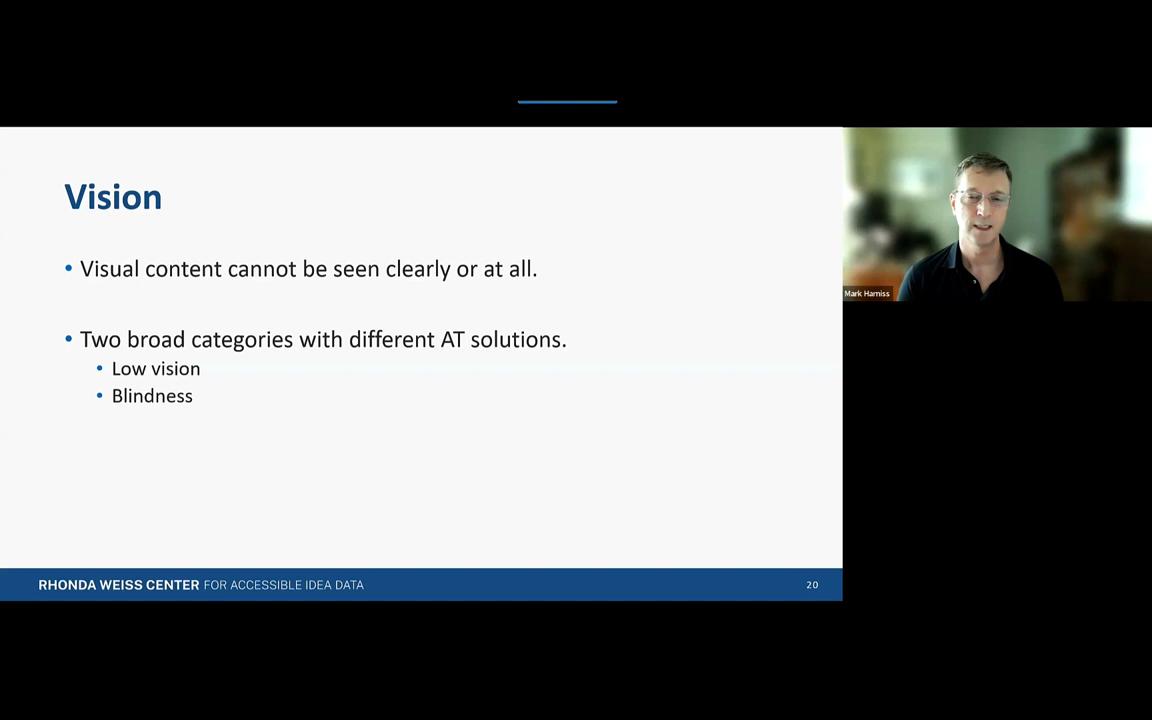 Vision
• Visual content cannot be seen clearly or at all.
• Two broad categories with different AT solutions.
• Low vision
• Blindness
Mark Harniss
RHONDA WEISS CENTER FOR ACCESSIBLE IDEA DATA
20